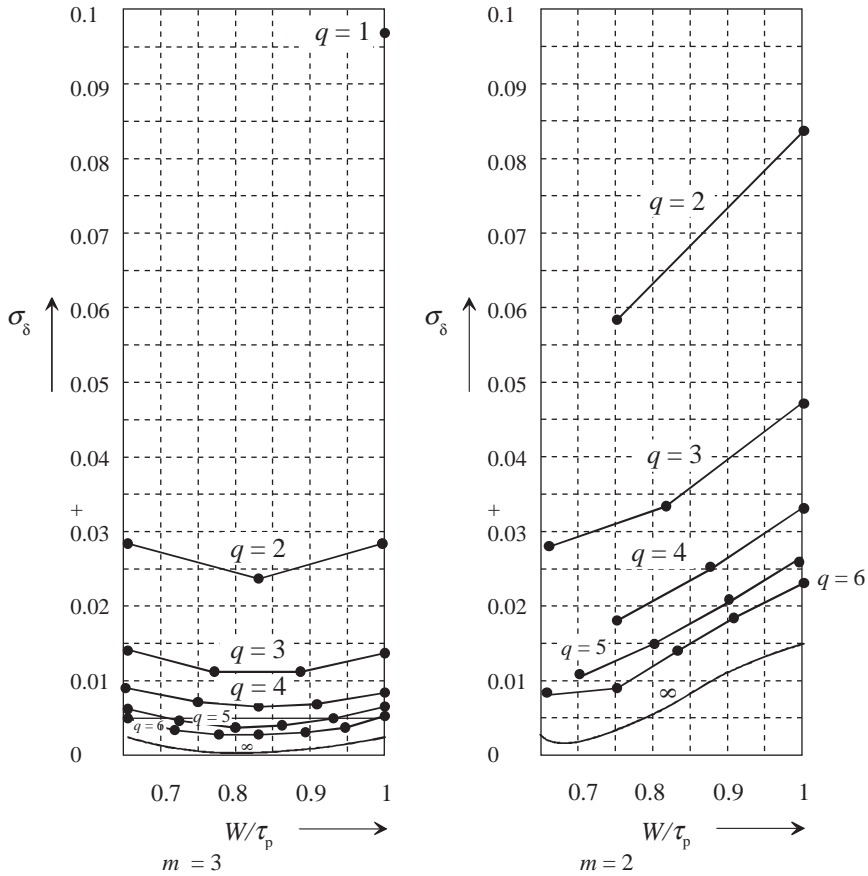 0.1
q = 1
0.09
0.08
0.07
0.06
σδ
0.05
0.04
+
0.03
q = 2
0.02
q = 3
0.01
q = 4
q = 5
q = 6
∞
0
0.7 0.8 0.9 1
W/τp
m = 3
0.1
0.09
0.08
q = 2
0.07
0.06
σδ
0.05
q = 3
0.04
+
0.03
q = 4
q = 6
0.02
q = 5
0.01
∞
0
0.7 0.8 0.9 1
W/τp
m = 2